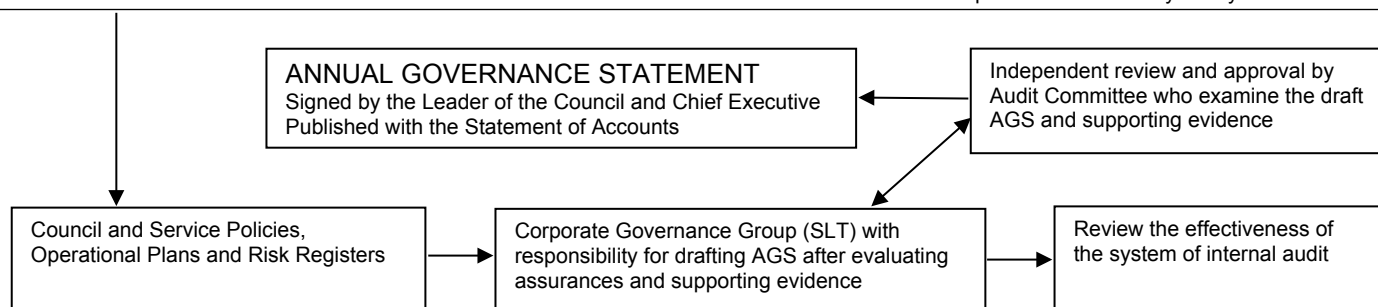 ANNUAL GOVERNANCE STATEMENT
Signed by the Leader of the Council and Chief Executive
Published with the Statement of Accounts
Independent review and approval by
Audit Committee who examine the draft
AGS and supporting evidence
Council and Service Policies,
Operational Plans and Risk Registers
Corporate Governance Group (SLT) with
responsibility for drafting AGS after evaluating
assurances and supporting evidence
Review the effectiveness of
the system of internal audit